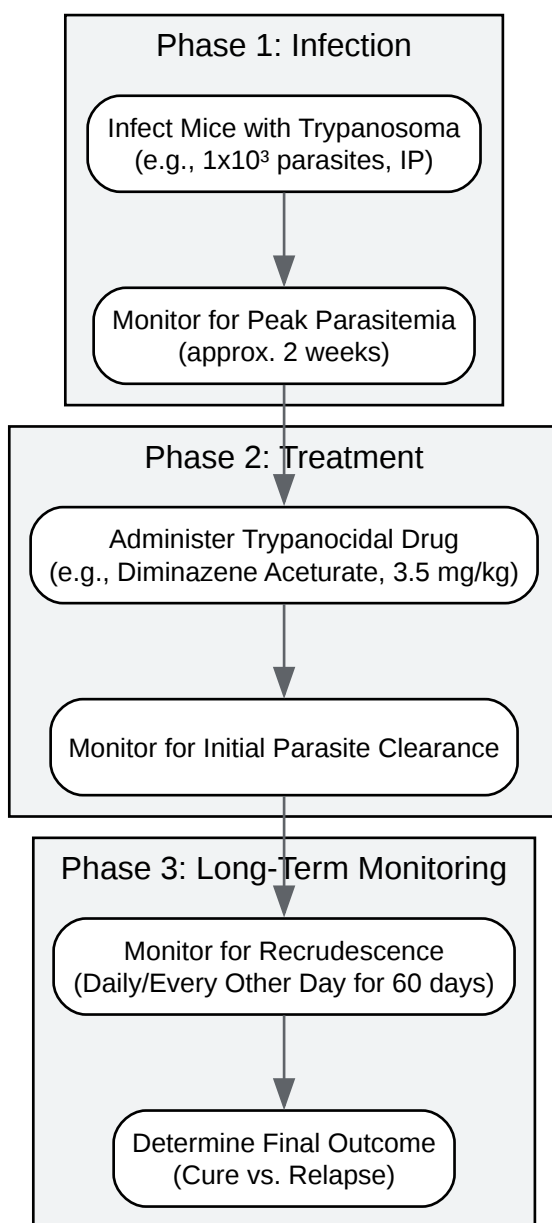 Phase 1: Infection
Infect Mice with Trypanosoma
(e.g., 1x10³ parasites, IP)
Monitor for Peak Parasitemia
(approx. 2 weeks)
Phase 2: Treatment
Administer Trypanocidal Drug
(e.g., Diminazene Aceturate, 3.5 mg/kg)
Monitor for Initial Parasite Clearance
Phase 3: Long-Term Monitoring
Monitor for Recrudescence
(Daily/Every Other Day for 60 days)
Determine Final Outcome
(Cure vs. Relapse)